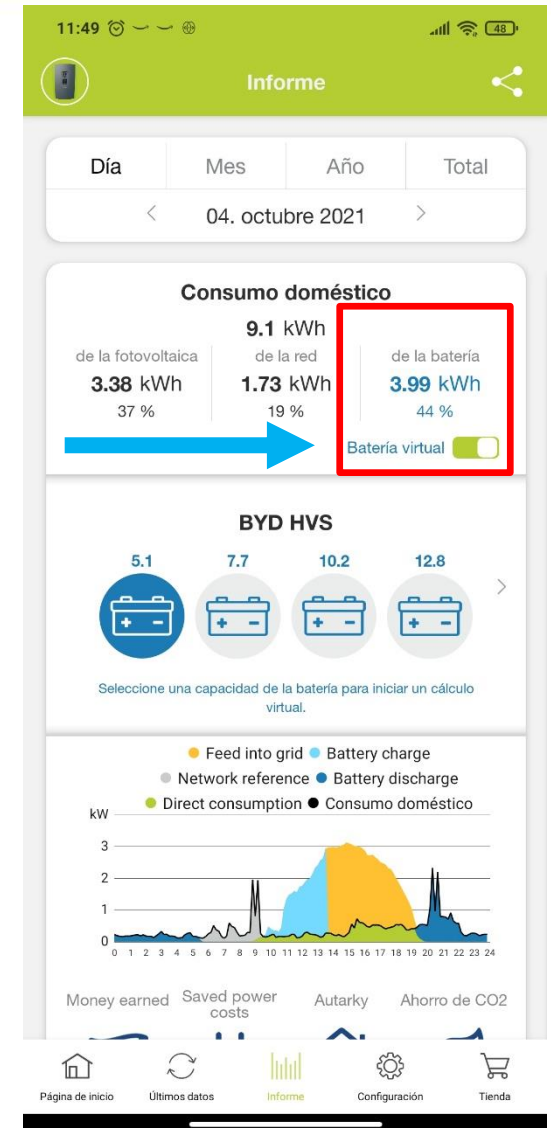 11:49
48
Informe
Día Mes Año Total
< 04. octubre 2021 >
Consumo doméstico
9.1 kWh
de la fotovoltaica de la red de la batería
3.38 kWh 1.73 kWh 3.99 kWh
37 % 19 % 44 %
Batería virtual
BYD HVS
5.1 7.7 10.2 12.8
Seleccione una capacidad de la batería para iniciar un cálculo
virtual.
Feed into grid Battery charge
Network reference Battery discharge
Direct consumption Consumo doméstico
kW
3
2
1
0
0 1 2 3 4 5 6 7 8 9 10 11 12 13 14 15 16 17 18 19 20 21 22 23 24
Money earned Saved power costs Autarky Ahorro de CO2
Página de inicio Últimos datos Informe Configuración Tienda